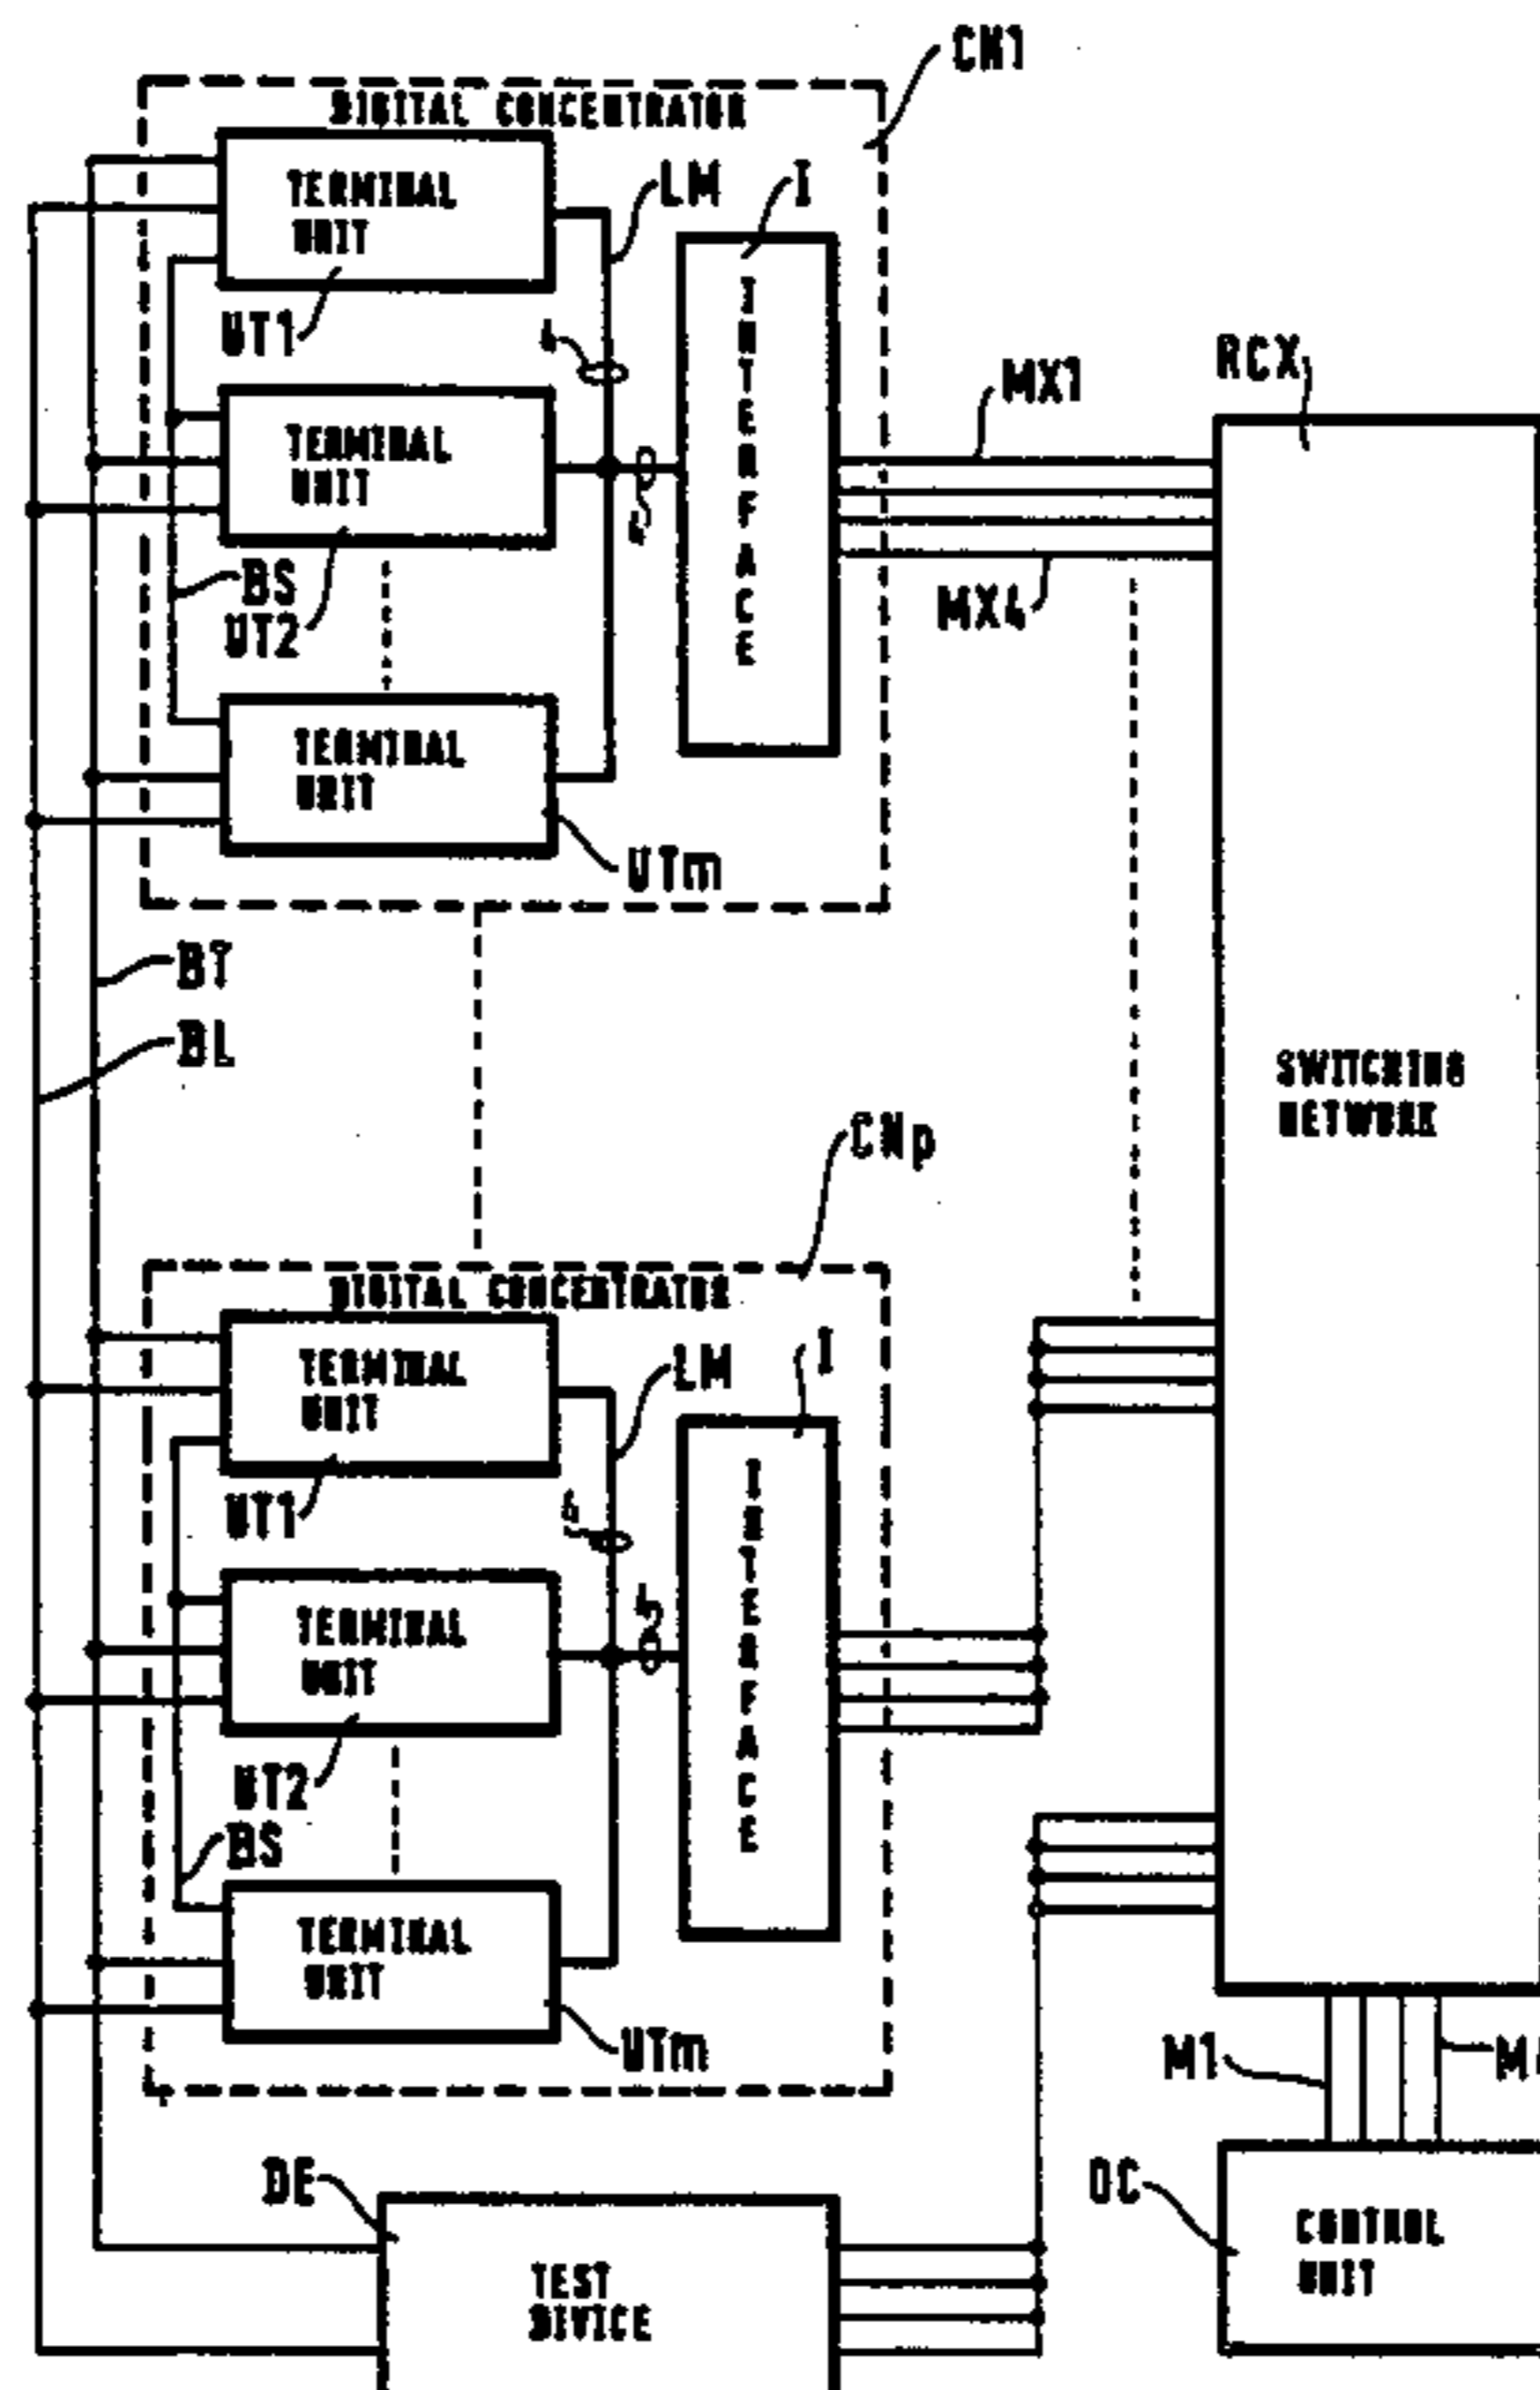 CN1
DIGITAL CONCENTRATOR
TERMINAL
UNIT
LM
I
UT1
4
INTERFACE
MX1
RCX
TERMINAL
UNIT
4
BS
UT2
MX4
TERMINAL
UNIT
UTm
BT
BL
SWITCHING
NETWORK
CNp
DIGITAL CONCENTRATOR
TERMINAL
UNIT
LM
I
UT1
4
INTERFACE
TERMINAL
UNIT
4
UT2
BS
TERMINAL
UNIT
UTm
M1
DE
OC
CONTROL
UNIT
TEST
DEVICE